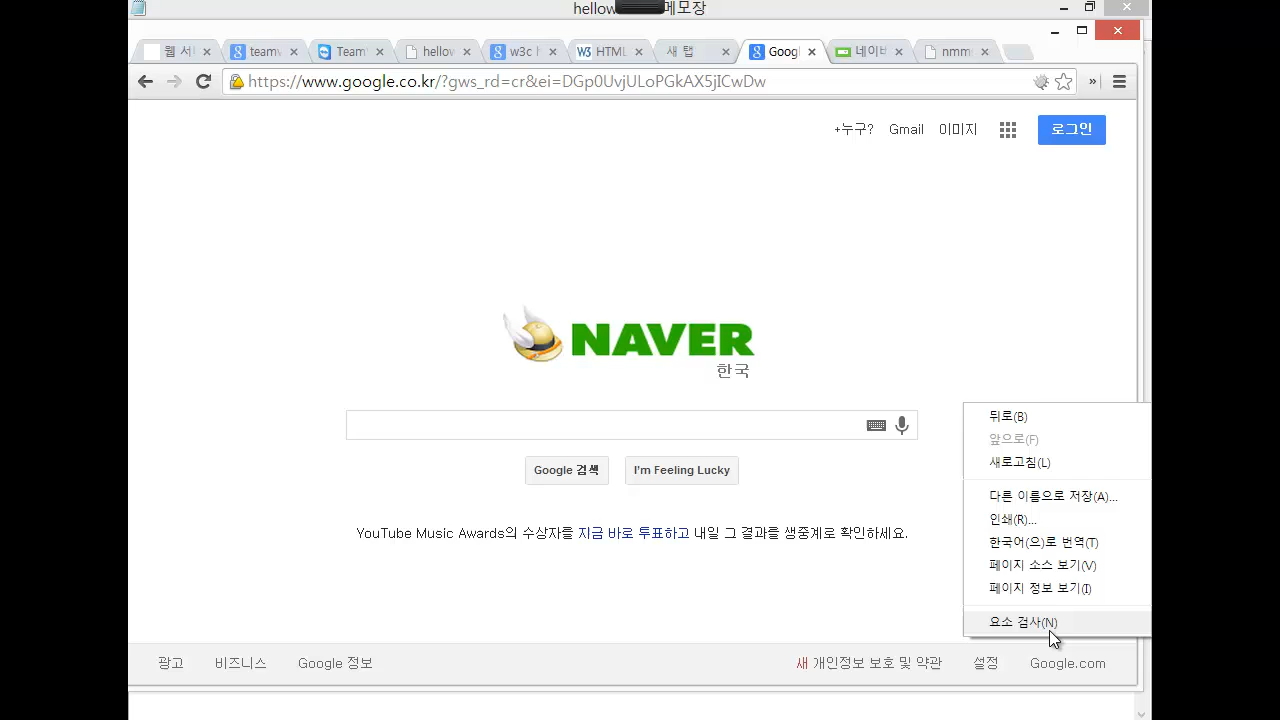 hellow 메모장
웹 서
team
Team
hello
w3c
HTML
새 탭
Goog
네이
nmm
https://www.google.co.kr/?gws_rd=cr&ei=DGp0UvjULoPGkAX5jICwDw
+누구? Gmail 이미지 로그인
NAVER
한국
Google 검색 I'm Feeling Lucky
YouTube Music Awards의 수상자를 지금 바로 투표하고 내일 그 결과를 생중계로 확인하세요.
뒤로(B)
앞으로(F)
새로고침(L)
다른 이름으로 저장(A)...
인쇄(R)...
한국어(으)로 번역(T)
페이지 소스 보기(V)
페이지 정보 보기(I)
요소 검사(N)
광고 비즈니스 Google 정보 새 개인정보 보호 및 약관 설정 Google.com